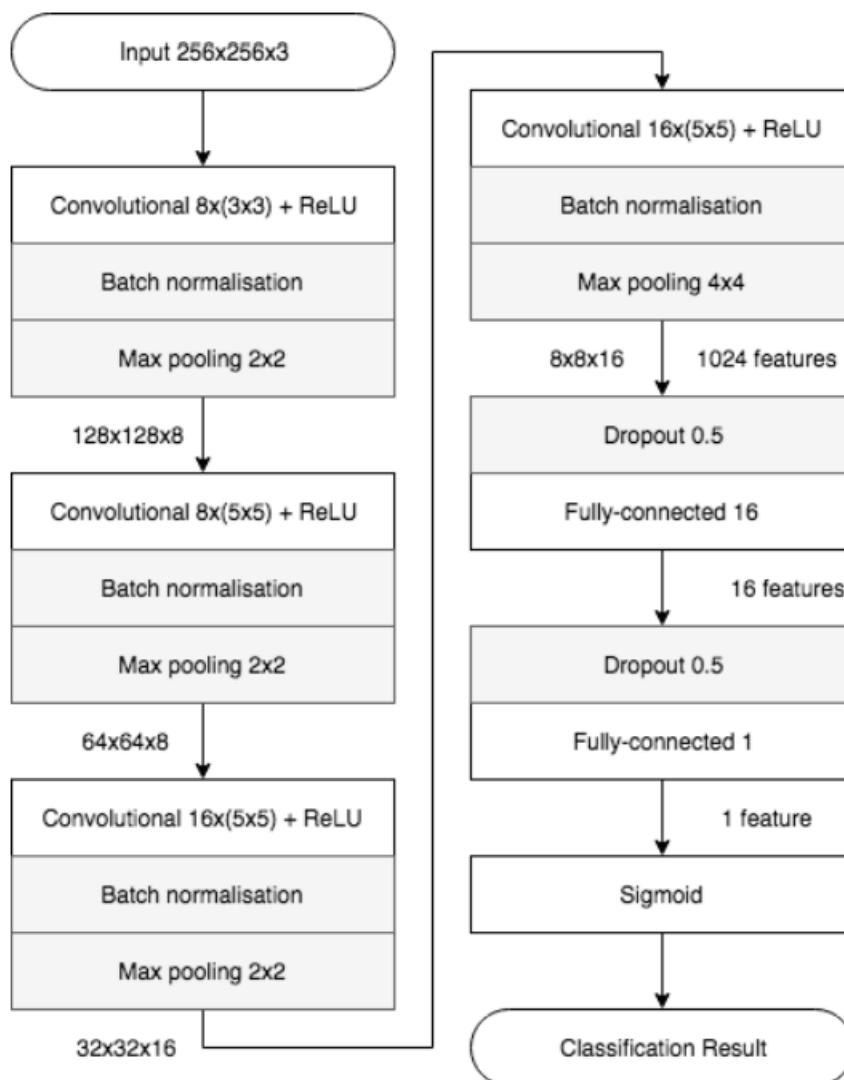 Input 256x256x3
Convolutional 8x(3x3) + ReLU
Batch normalisation
Max pooling 2x2
128x128x8
Convolutional 8x(5x5) + ReLU
Batch normalisation
Max pooling 2x2
64x64x8
Convolutional 16x(5x5) + ReLU
Batch normalisation
Max pooling 2x2
32x32x16
Convolutional 16x(5x5) + ReLU
Batch normalisation
Max pooling 4x4
8x8x16 1024 features
Dropout 0.5
Fully-connected 16
16 features
Dropout 0.5
Fully-connected 1
1 feature
Sigmoid
Classification Result